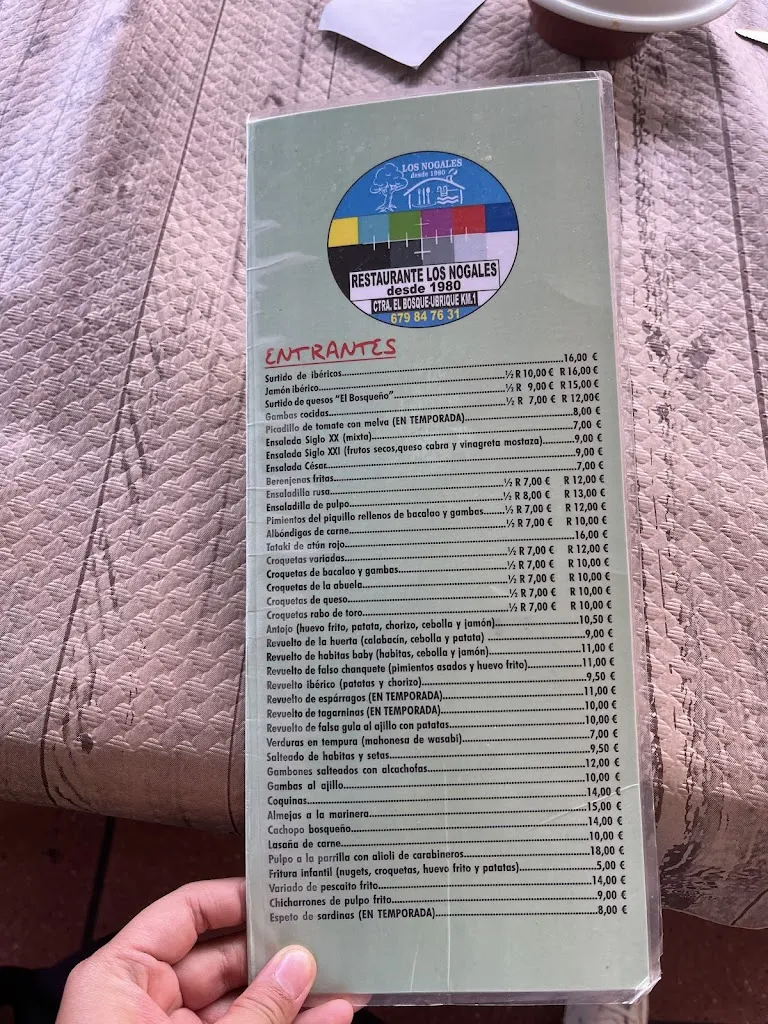 LOS NOGALES
desde 1980
RESTAURANTE LOS NOGALES
desde 1980
CTRA. EL BOSQUE-UBRIQUE KM.1
679 84 76 31
ENTRANTES
Surtido de ibéricos 16,00 €
Jamón ibérico ½ R 10,00 € R 16,00 €
Surtido de quesos "El Bosqueño" ½ R 9,00 € R 15,00 €
Gambas cocidas ½ R 7,00 € R 12,00€
Picadillo de tomate con melva (EN TEMPORADA) 8,00 €
Ensalada Siglo XX (mixta) 7,00 €
Ensalada Siglo XXI (frutos secos,queso cabra y vinagreta mostaza) 9,00 €
Ensalada César 9,00 €
Berenjenas fritas 7,00 €
Ensaladilla rusa ½ R 7,00 € R 12,00 €
Ensaladilla de pulpo ½ R 8,00 € R 13,00 €
Pimientos del piquillo rellenos de bacalao y gambas ½ R 7,00 € R 12,00 €
Albóndigas de carne ½ R 7,00 € R 10,00 €
Tataki de atún rojo 16,00 €
Croquetas variadas ½ R 7,00 € R 12,00 €
Croquetas de bacalao y gambas ½ R 7,00 € R 10,00 €
Croquetas de la abuela ½ R 7,00 € R 10,00 €
Croquetas de queso ½ R 7,00 € R 10,00 €
Croquetas rabo de toro ½ R 7,00 € R 10,00 €
Antojo (huevo frito, patata, chorizo, cebolla y jamón) 10,50 €
Revuelto de la huerta (calabacín, cebolla y patata) 9,00 €
Revuelto de habitas baby (habitas, cebolla y jamón) 11,00 €
Revuelto de falso chanquete (pimientos asados y huevo frito) 11,00 €
Revuelto ibérico (patatas y chorizo) 9,50 €
Revuelto de espárragos (EN TEMPORADA) 11,00 €
Revuelto de tagarninas (EN TEMPORADA) 10,00 €
Revuelto de falsa gula al ajillo con patatas 10,00 €
Verduras en tempura (mahonesa de wasabi) 7,00 €
Salteado de habitas y setas 9,50 €
Gambones salteados con alcachofas 12,00 €
Gambas al ajillo 10,00 €
Coquinas 14,00 €
Almejas a la marinera 15,00 €
Cachopo bosqueño 14,00 €
Lasaña de carne 10,00 €
Pulpo a la parrilla con alioli de carabineros 18,00 €
Fritura infantil (nugets, croquetas, huevo frito y patatas) 5,00 €
Variado de pescaito frito 14,00 €
Chicharrones de pulpo frito 9,00 €
Espeto de sardinas (EN TEMPORADA) 8,00 €